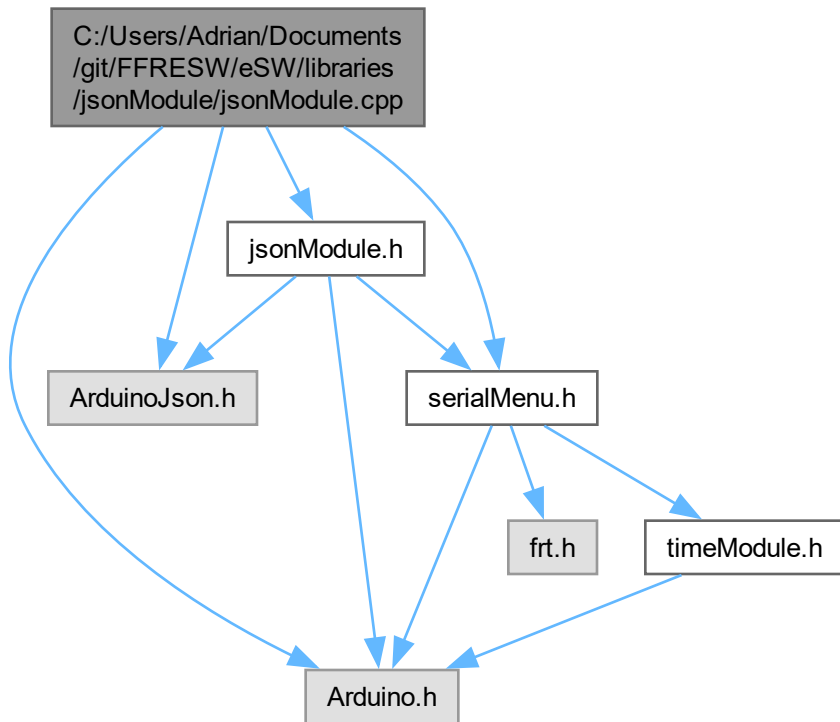 C:/Users/Adrian/Documents
/git/FFRESW/eSW/libraries
/jsonModule/jsonModule.cpp
jsonModule.h
ArduinoJson.h
serialMenu.h
frt.h
timeModule.h
Arduino.h